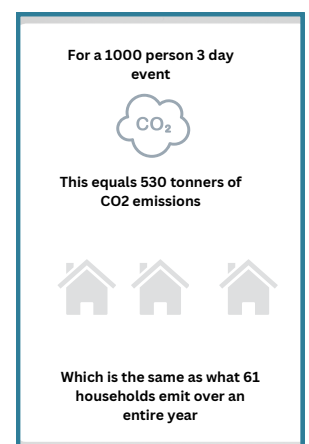 For a 1000 person 3 day
event
CO₂
This equals 530 tonners of
CO2 emissions
Which is the same as what 61
households emit over an
entire year